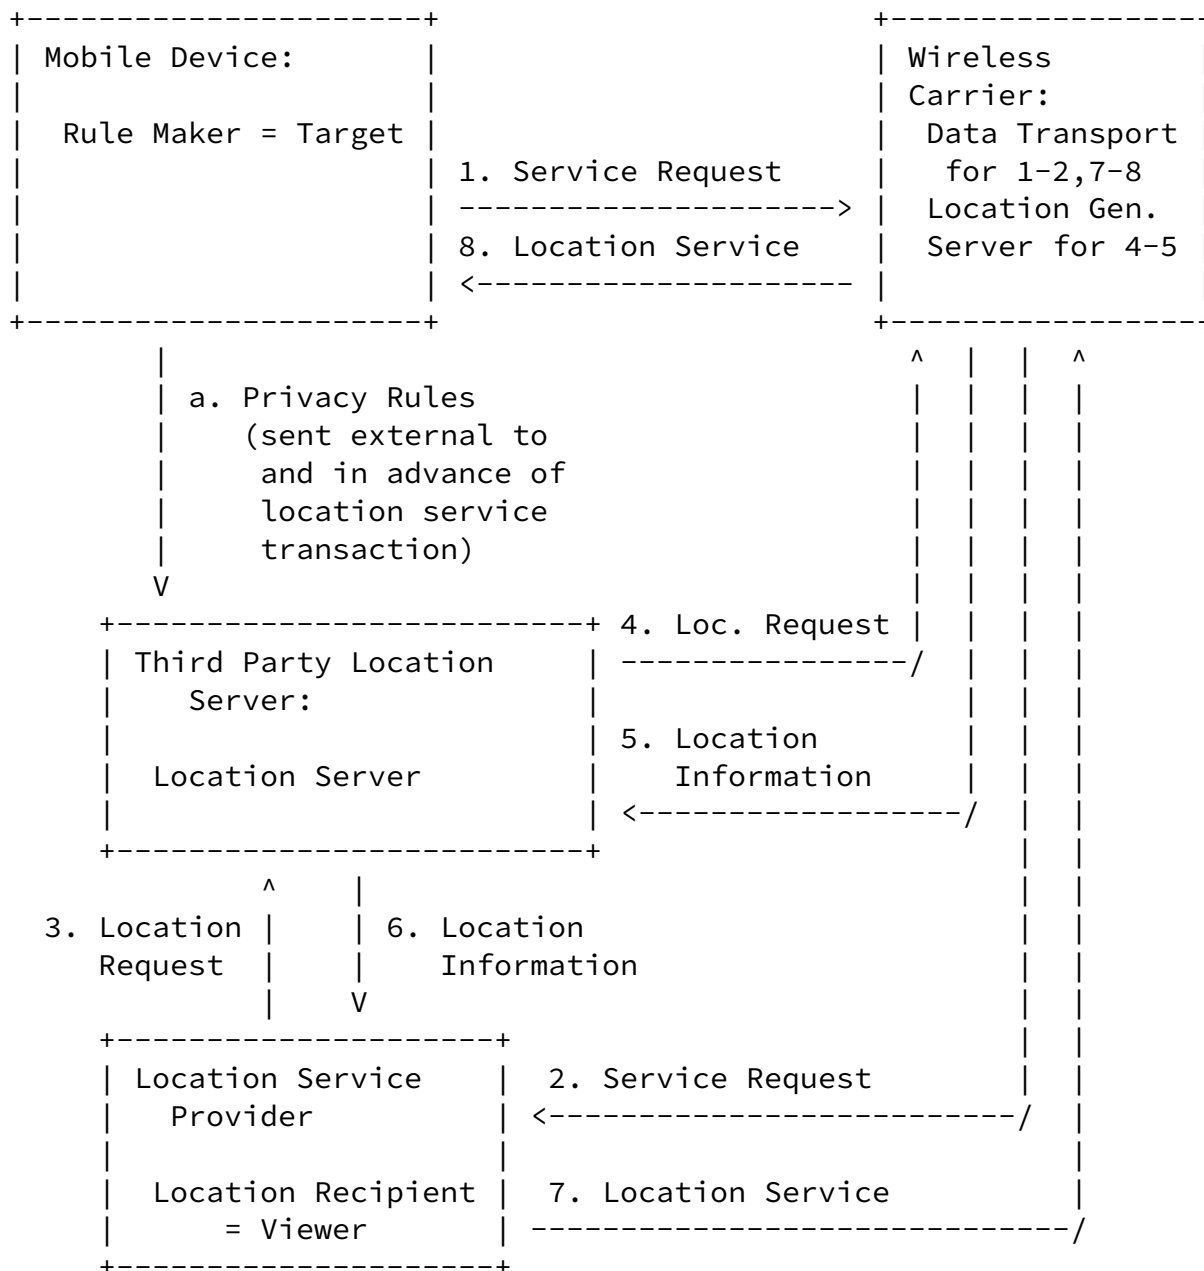 +----------------------+                        +------------------
| Mobile Device:       |                        | Wireless         |
|                      |                        | Carrier:
|  Rule Maker = Target |                        |  Data Transport  |
|                      | 1. Service Request     |   for 1-2,7-8
|                      | ---------------------> |  Location Gen.   |
|                      | 8. Location Service    |  Server for 4-5  |
|                      | <--------------------- |
+----------------------+                        +------------------
        |                                         ^  |  |  ^
        | a. Privacy Rules                        |  |  |  |
        |    (sent external to                    |  |  |  |
        |     and in advance of                   |  |  |  |
        |     location service                    |  |  |  |
        |     transaction)                        |  |  |  |
        V                                         |  |  |  |
     +--------------------------+ 4. Loc. Request |  |  |  |
     | Third Party Location     | ----------------/  |  |  |
     |    Server:               |                    |  |  |
     |                          | 5. Location        |  |  |
     |  Location Server         |    Information     |  |  |
     |                          | <------------------/  |  |
     +--------------------------+                       |  |
              ^    |                                    |  |
  3. Location |    | 6. Location                        |  |
     Request  |    |    Information                     |  |
              |    V                                    |  |
     +---------------------+                            |  |
     | Location Service    |  2. Service Request        |  |
     |   Provider          | <--------------------------/  |
     |                     |                               |
     |  Location Recipient |  7. Location Service          |
     |      = Viewer       | ------------------------------/
     +---------------------+